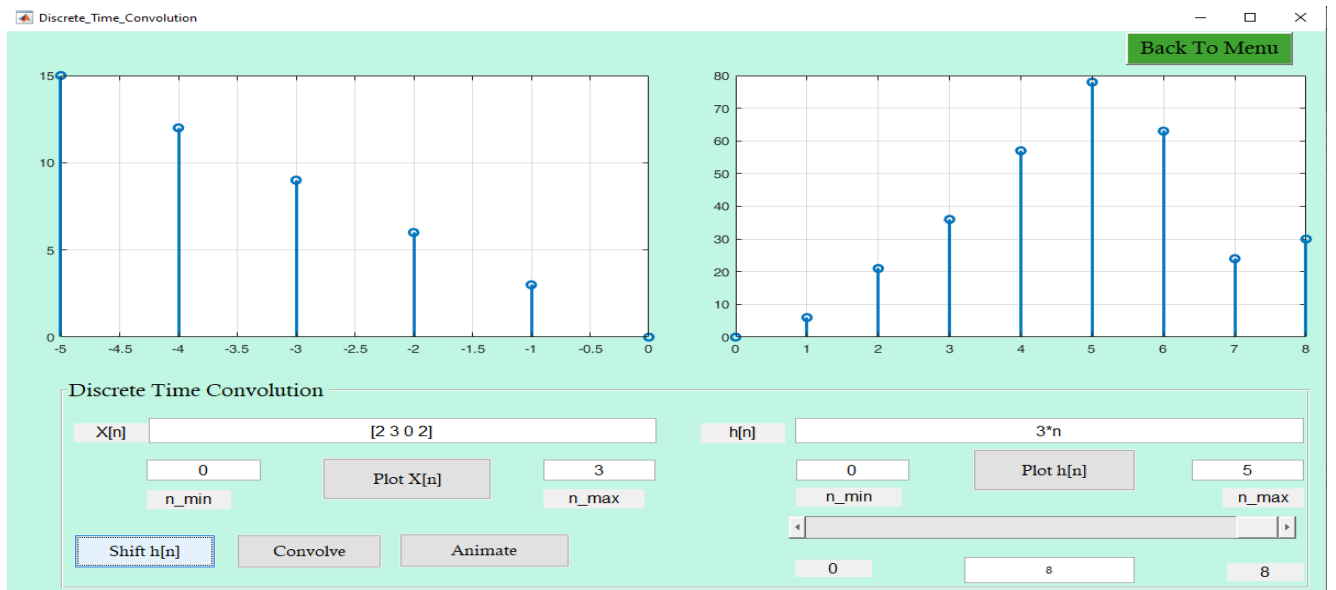 Discrete_Time_Convolution
Back To Menu
15
10
5
0
-5 -4.5 -4 -3.5 -3 -2.5 -2 -1.5 -1 -0.5 0
80
70
60
50
40
30
20
10
0
0 1 2 3 4 5 6 7 8
Discrete Time Convolution
X[n] [2 3 0 2]
0 Plot X[n] 3
n_min n_max
Shift h[n] Convolve Animate
h[n] 3*n
0 Plot h[n] 5
n_min n_max
0 8 8